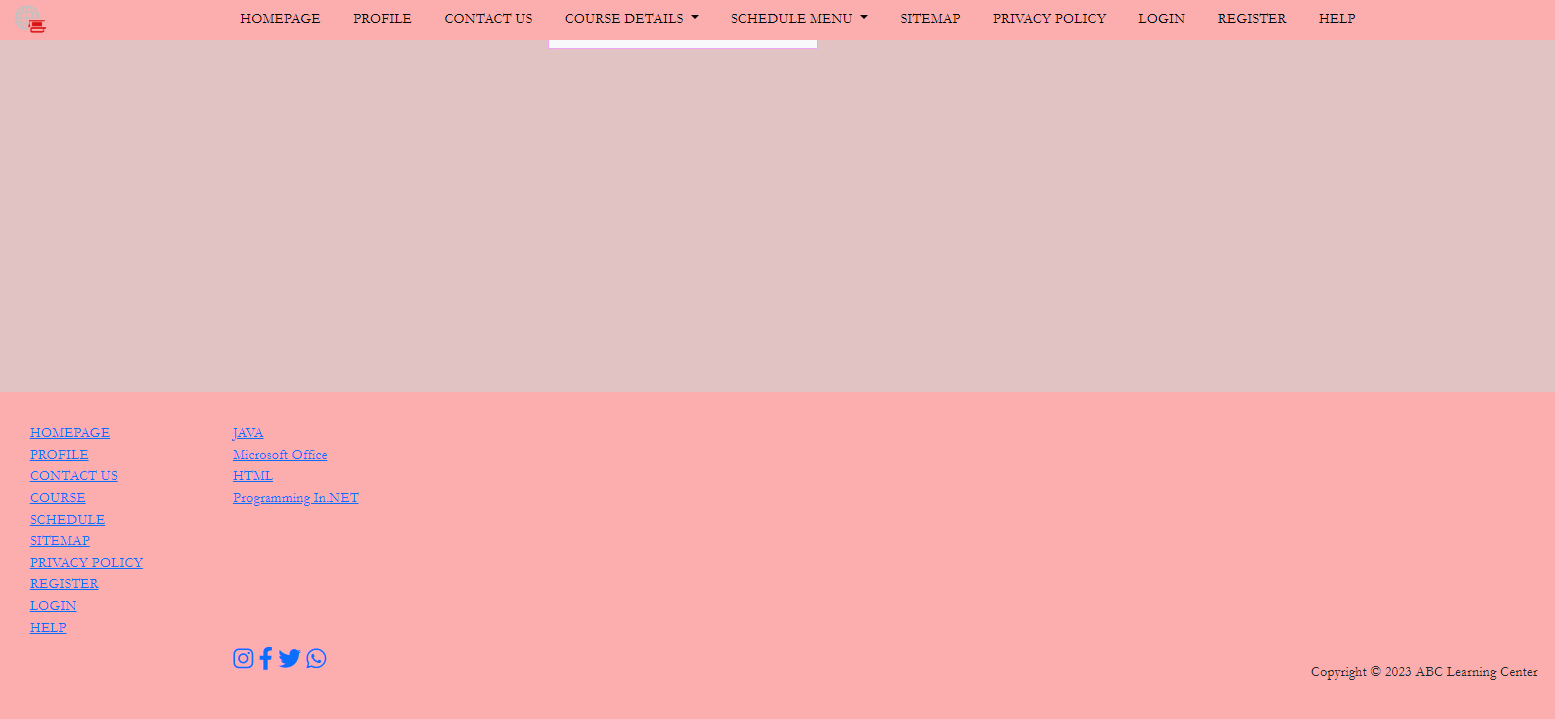 HOMEPAGE PROFILE CONTACT US COURSE DETAILS SCHEDULE MENU SITEMAP PRIVACY POLICY LOGIN REGISTER HELP
HOMEPAGE
PROFILE
CONTACT US
COURSE
SCHEDULE
SITEMAP
PRIVACY POLICY
REGISTER
LOGIN
HELP
JAVA
Microsoft Office
HTML
Programming In.NET
Copyright © 2023 ABC Learning Center